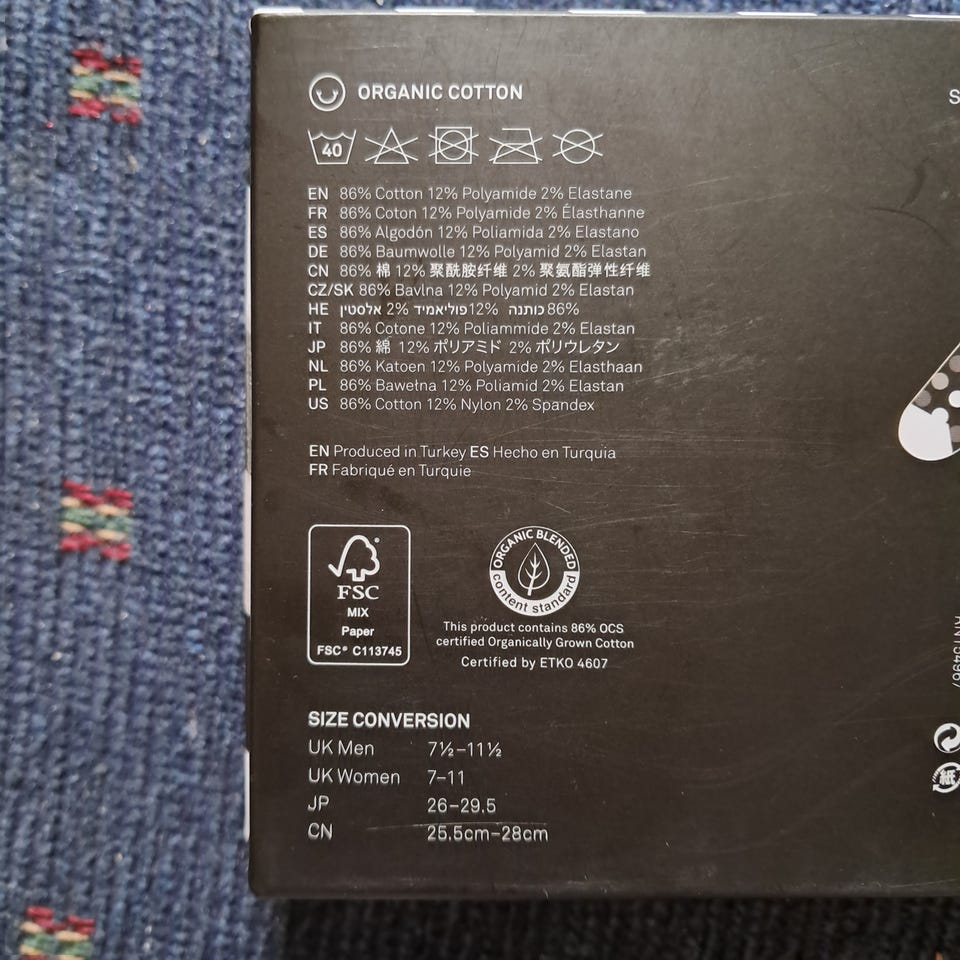 ORGANIC COTTON
40
EN 86% Cotton 12% Polyamide 2% Elastane
FR 86% Coton 12% Polyamide 2% Élasthanne
ES 86% Algodón 12% Poliamida 2% Elastano
DE 86% Baumwolle 12% Polyamid 2% Elastan
CN 86% 棉 12% 聚酰胺纤维 2% 聚氨酯弹性纤维
CZ/SK 86% Bavlna 12% Polyamid 2% Elastan
HE 86% כותנה 12% פוליאמיד 2% אלסטין
IT 86% Cotone 12% Poliammide 2% Elastan
JP 86% 綿 12% ポリアミド 2% ポリウレタン
NL 86% Katoen 12% Polyamide 2% Elasthaan
PL 86% Bawełna 12% Poliamid 2% Elastan
US 86% Cotton 12% Nylon 2% Spandex
EN Produced in Turkey ES Hecho en Turquia
FR Fabriqué en Turquie
FSC
MIX
Paper
FSC® C113745
ORGANIC BLENDED
content standard
This product contains 86% OCS
certified Organically Grown Cotton
Certified by ETKO 4607
SIZE CONVERSION
UK Men 7½–11½
UK Women 7–11
JP 26–29.5
CN 25.5cm–28cm
RN 154967
紙